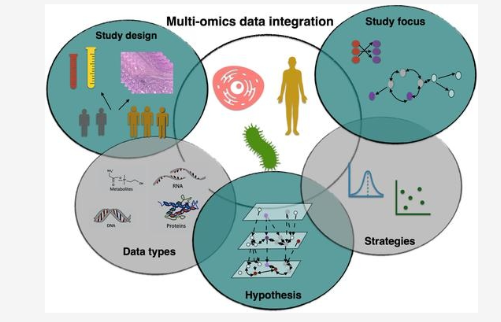 Multi-omics data integration
Study design
Study focus
Metabolites
RNA
DNA
Proteins
Data types
Strategies
Hypothesis